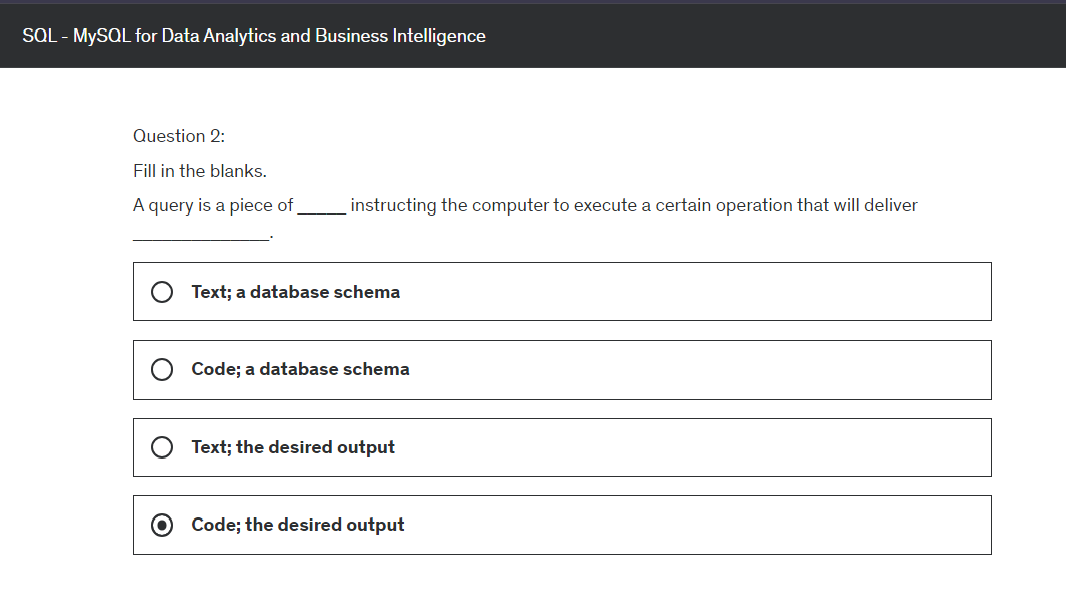 SQL - MySQL for Data Analytics and Business Intelligence
Question 2:
Fill in the blanks.
A query is a piece of _____ instructing the computer to execute a certain operation that will deliver
______________.
Text; a database schema
Code; a database schema
Text; the desired output
Code; the desired output